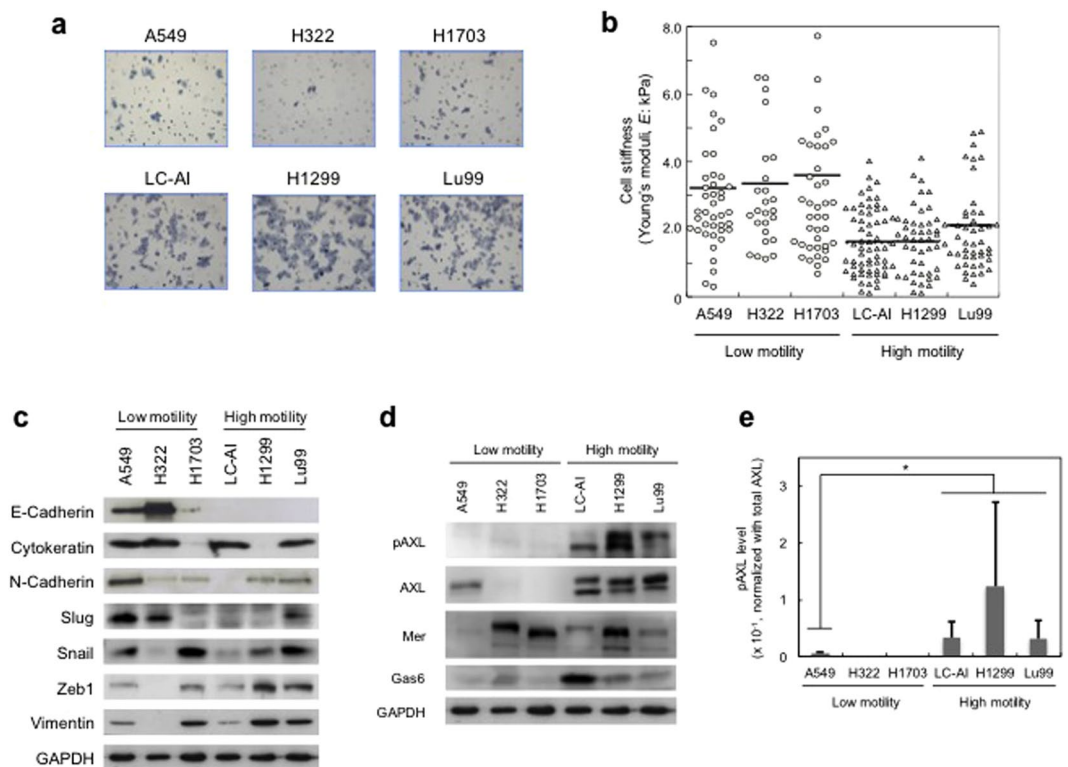 a
A549 H322 H1703
LC-AI H1299 Lu99
b
Cell stiffness
(Young's moduli, E: kPa)
8.0
6.0
4.0
2.0
0
A549 H322 H1703 LC-AI H1299 Lu99
Low motility High motility
c
Low motility High motility
A549 H322 H1703 LC-AI H1299 Lu99
E-Cadherin
Cytokeratin
N-Cadherin
Slug
Snail
Zeb1
Vimentin
GAPDH
d
Low motility High motility
A549 H322 H1703 LC-AI H1299 Lu99
pAXL
AXL
Mer
Gas6
GAPDH
e
pAXL level
(x 10⁻¹, normalized with total AXL)
3
2
1
0
*
A549 H322 H1703 LC-AI H1299 Lu99
Low motility High motility